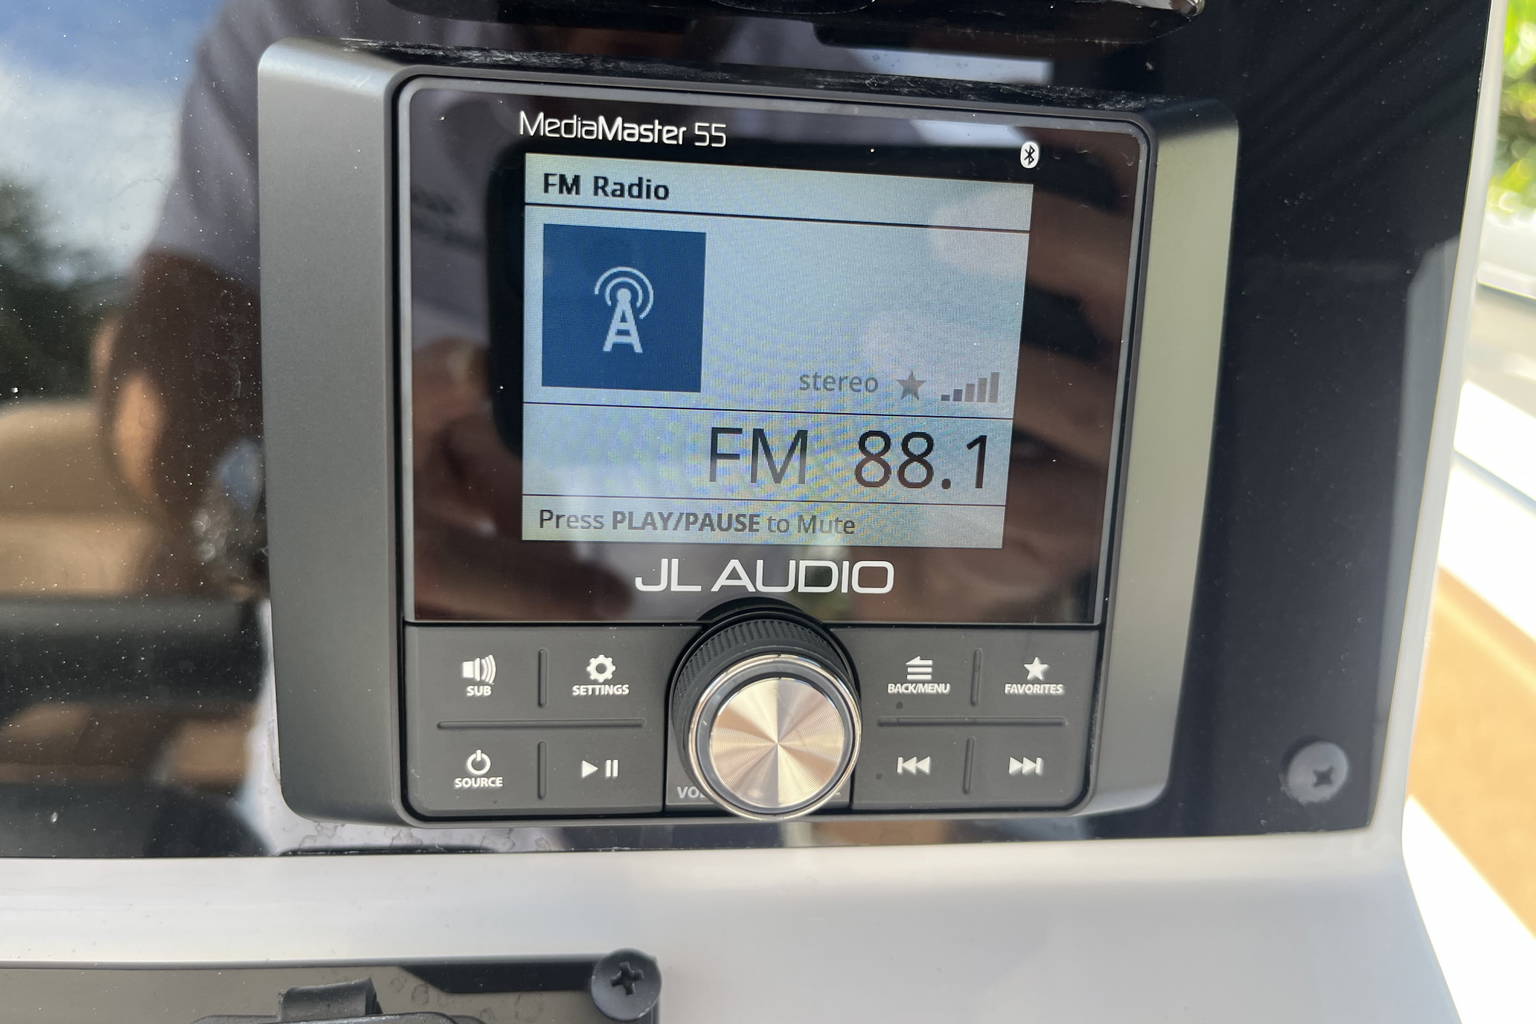 MediaMaster 55
FM Radio
stereo
FM 88.1
Press PLAY/PAUSE to Mute
JL AUDIO
SUB
SETTINGS
BACK/MENU
FAVORITES
SOURCE